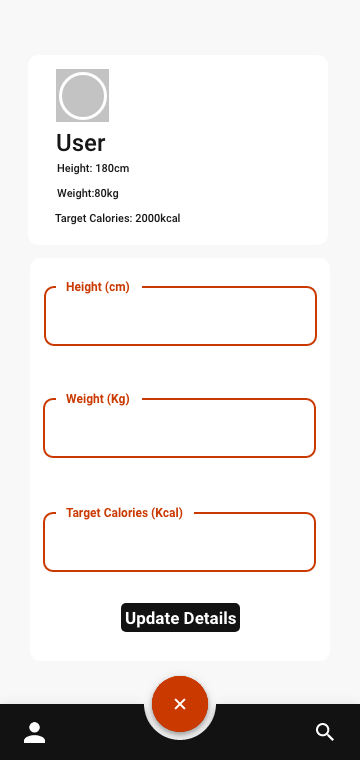 User
Height: 180cm
Weight:80kg
Target Calories: 2000kcal
Height (cm)
Weight (Kg)
Target Calories (Kcal)
Update Details